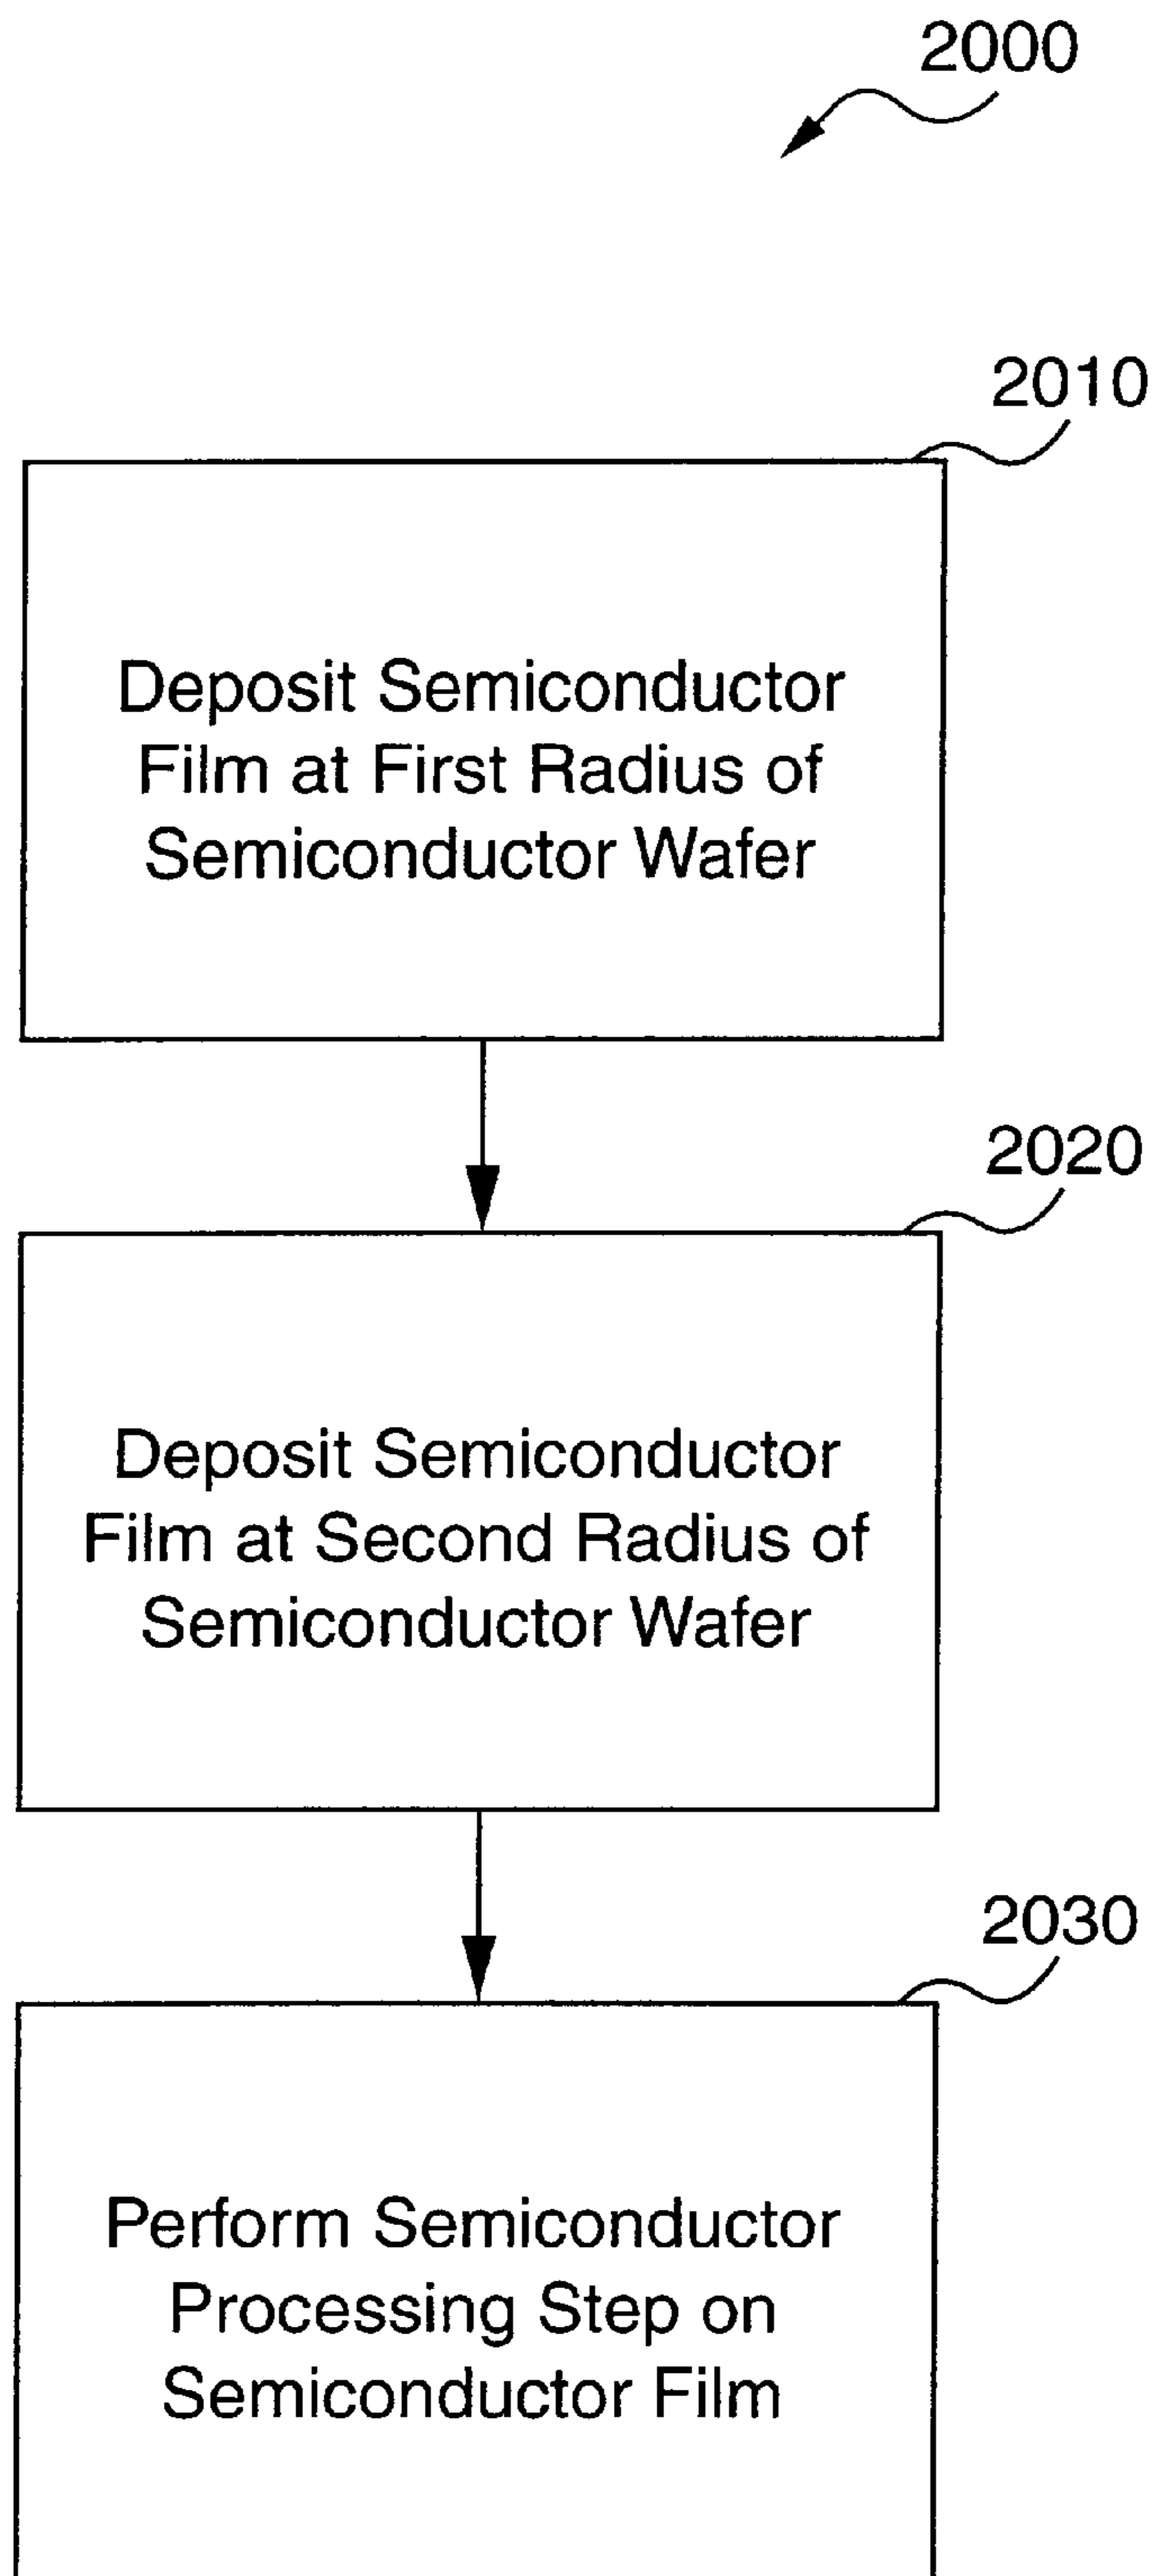 2000
2010
Deposit Semiconductor
Film at First Radius of
Semiconductor Wafer
2020
Deposit Semiconductor
Film at Second Radius of
Semiconductor Wafer
2030
Perform Semiconductor
Processing Step on
Semiconductor Film